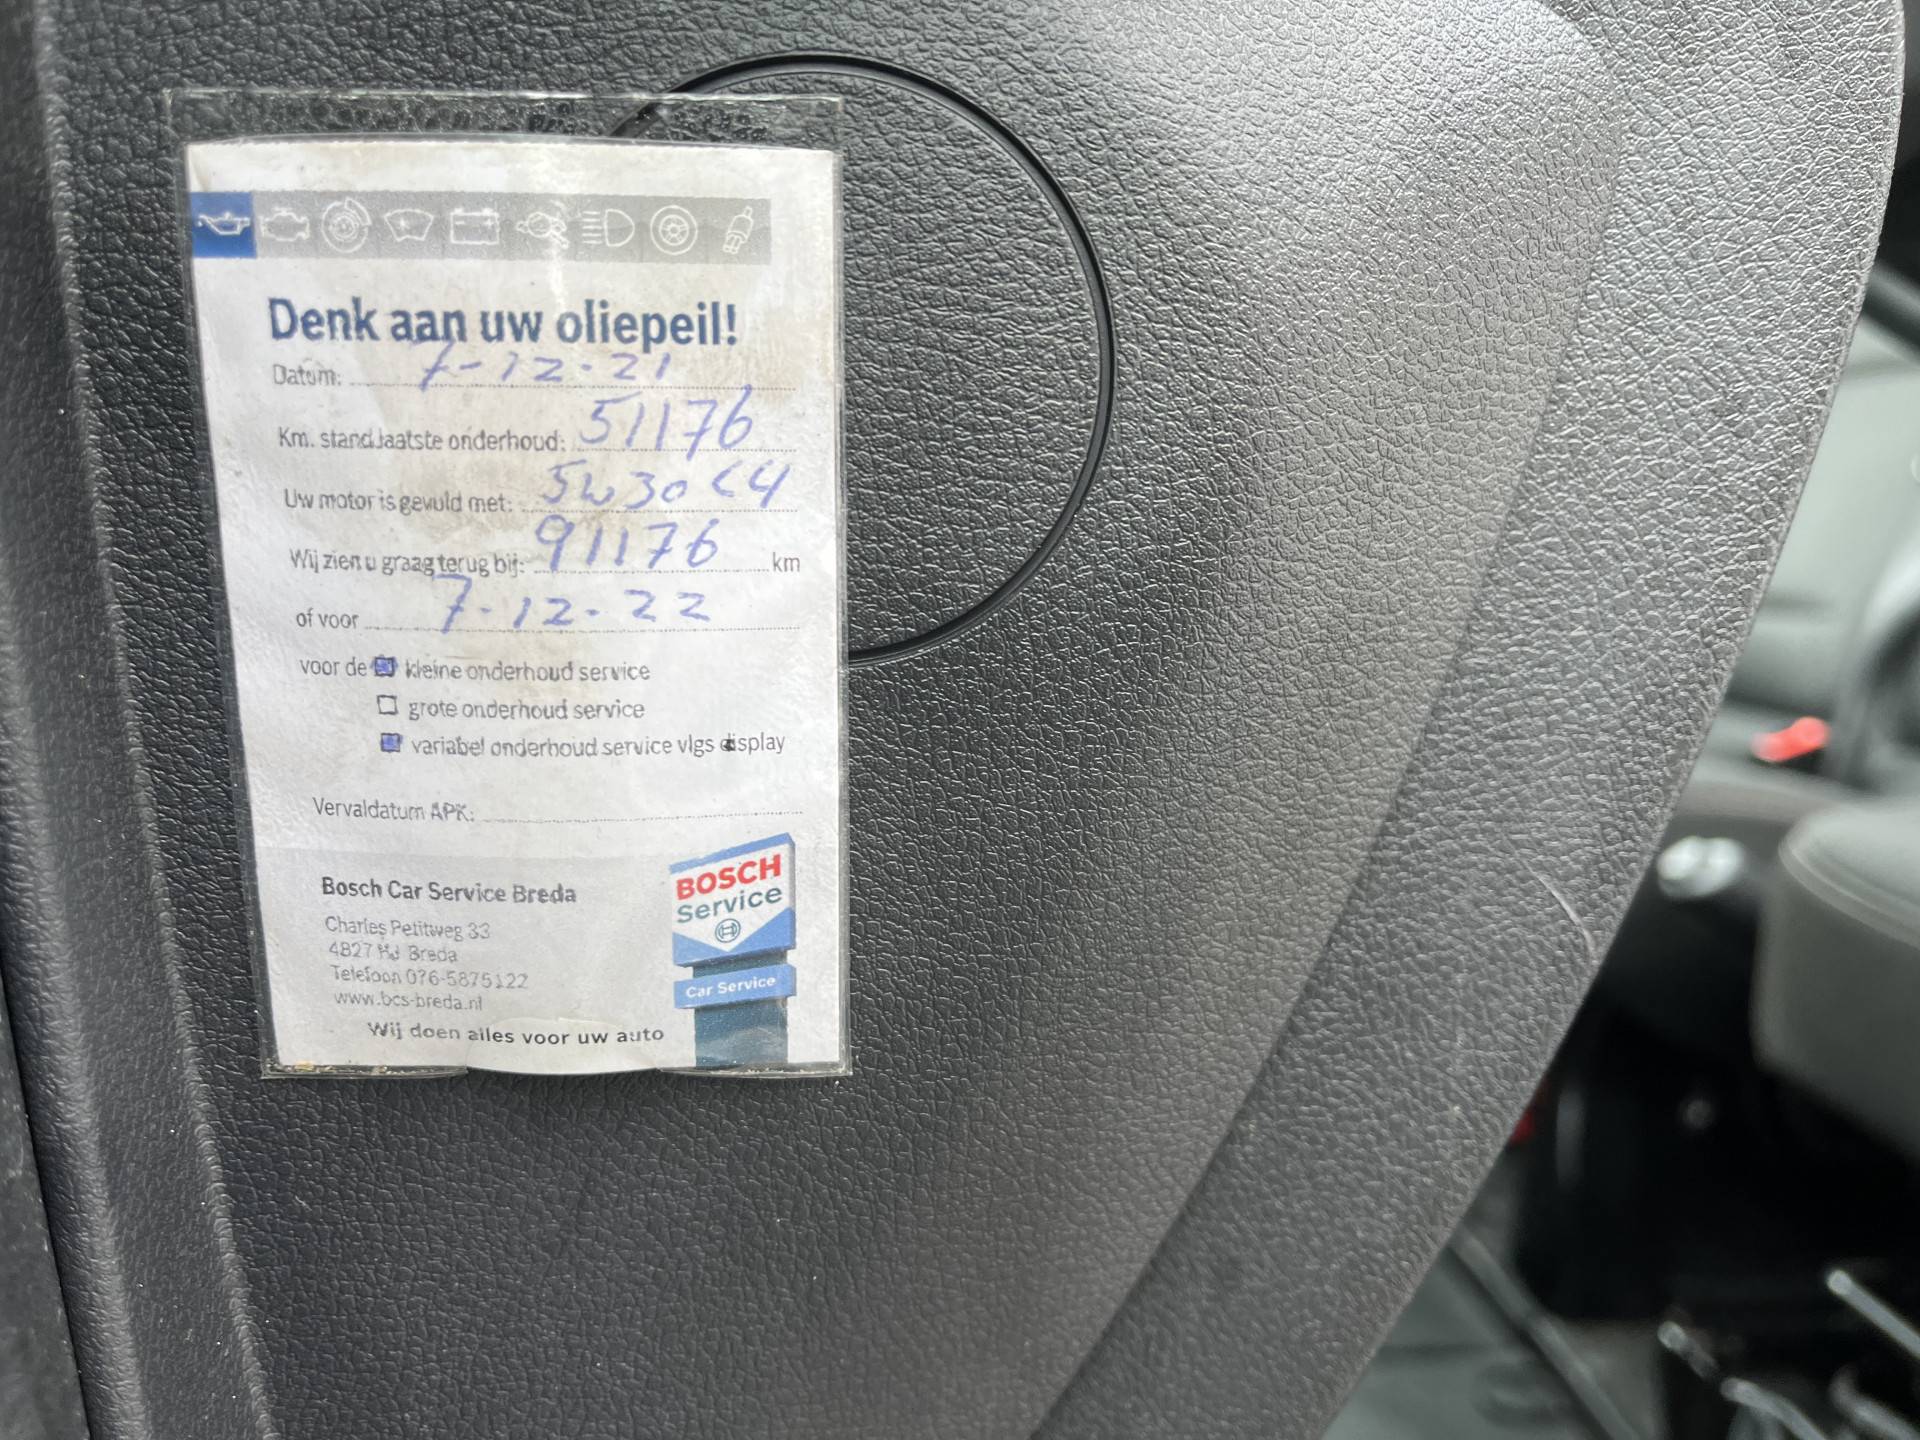 Denk aan uw oliepeil!
Datum: 7-12-21
Km. stand laatste onderhoud: 51176
Uw motor is gevuld met: 5W30 C4
Wij zien u graag terug bij: 91176 km
of voor 7-12-22
voor de kleine onderhoud service
grote onderhoud service
variabel onderhoud service vlgs display
Vervaldatum APK:
Bosch Car Service Breda
Charles Petitweg 33
4827 HJ Breda
Telefoon 076-5875122
www.bcs-breda.nl
Wij doen alles voor uw auto
BOSCH
Service
Car Service